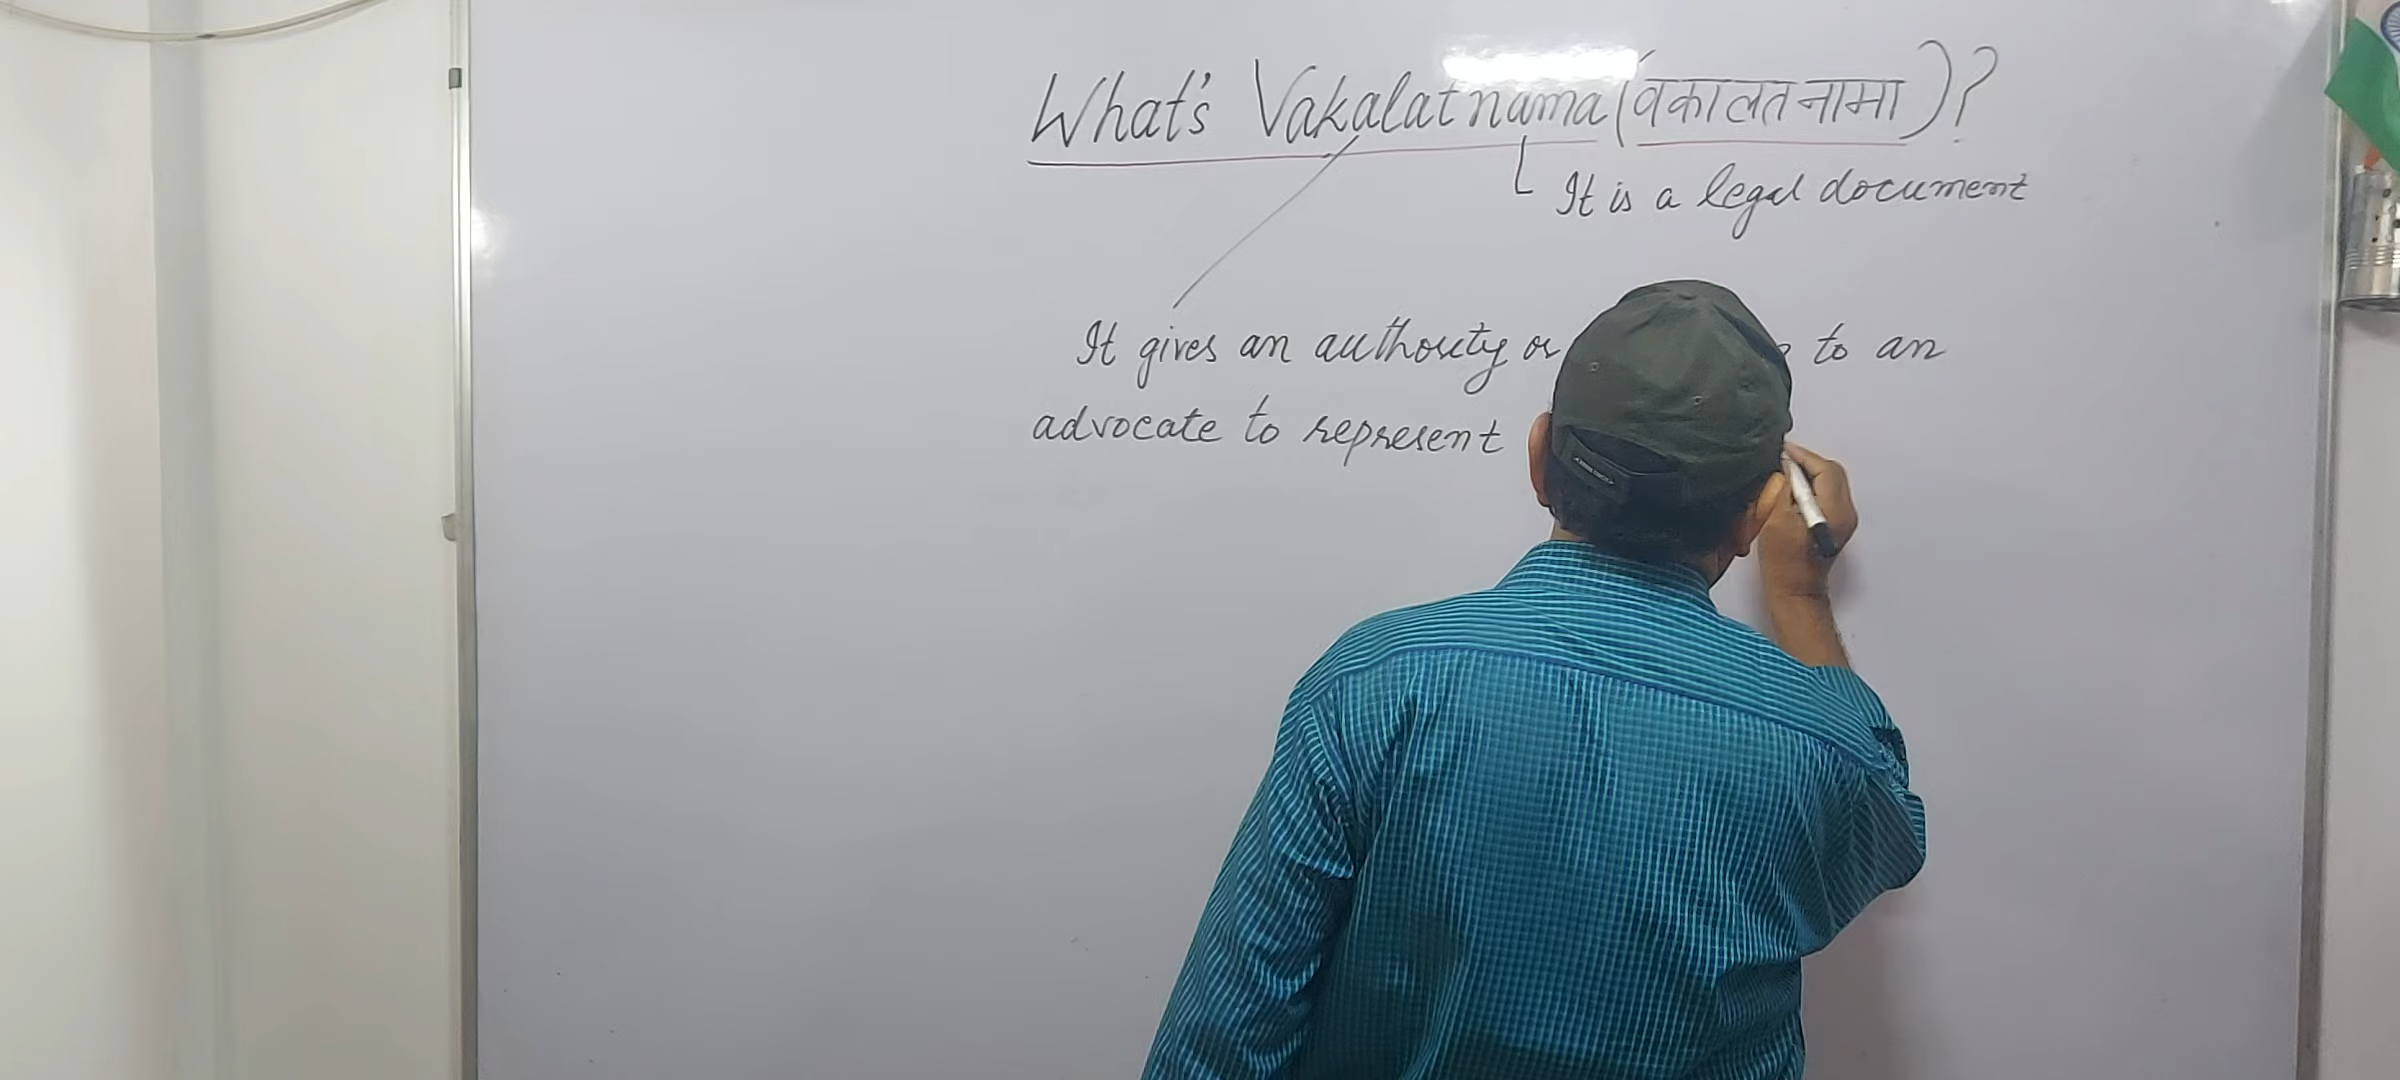 What's Vakalatnama (वकालतनामा)?
It is a legal document
It gives an authority or to an
advocate to represent